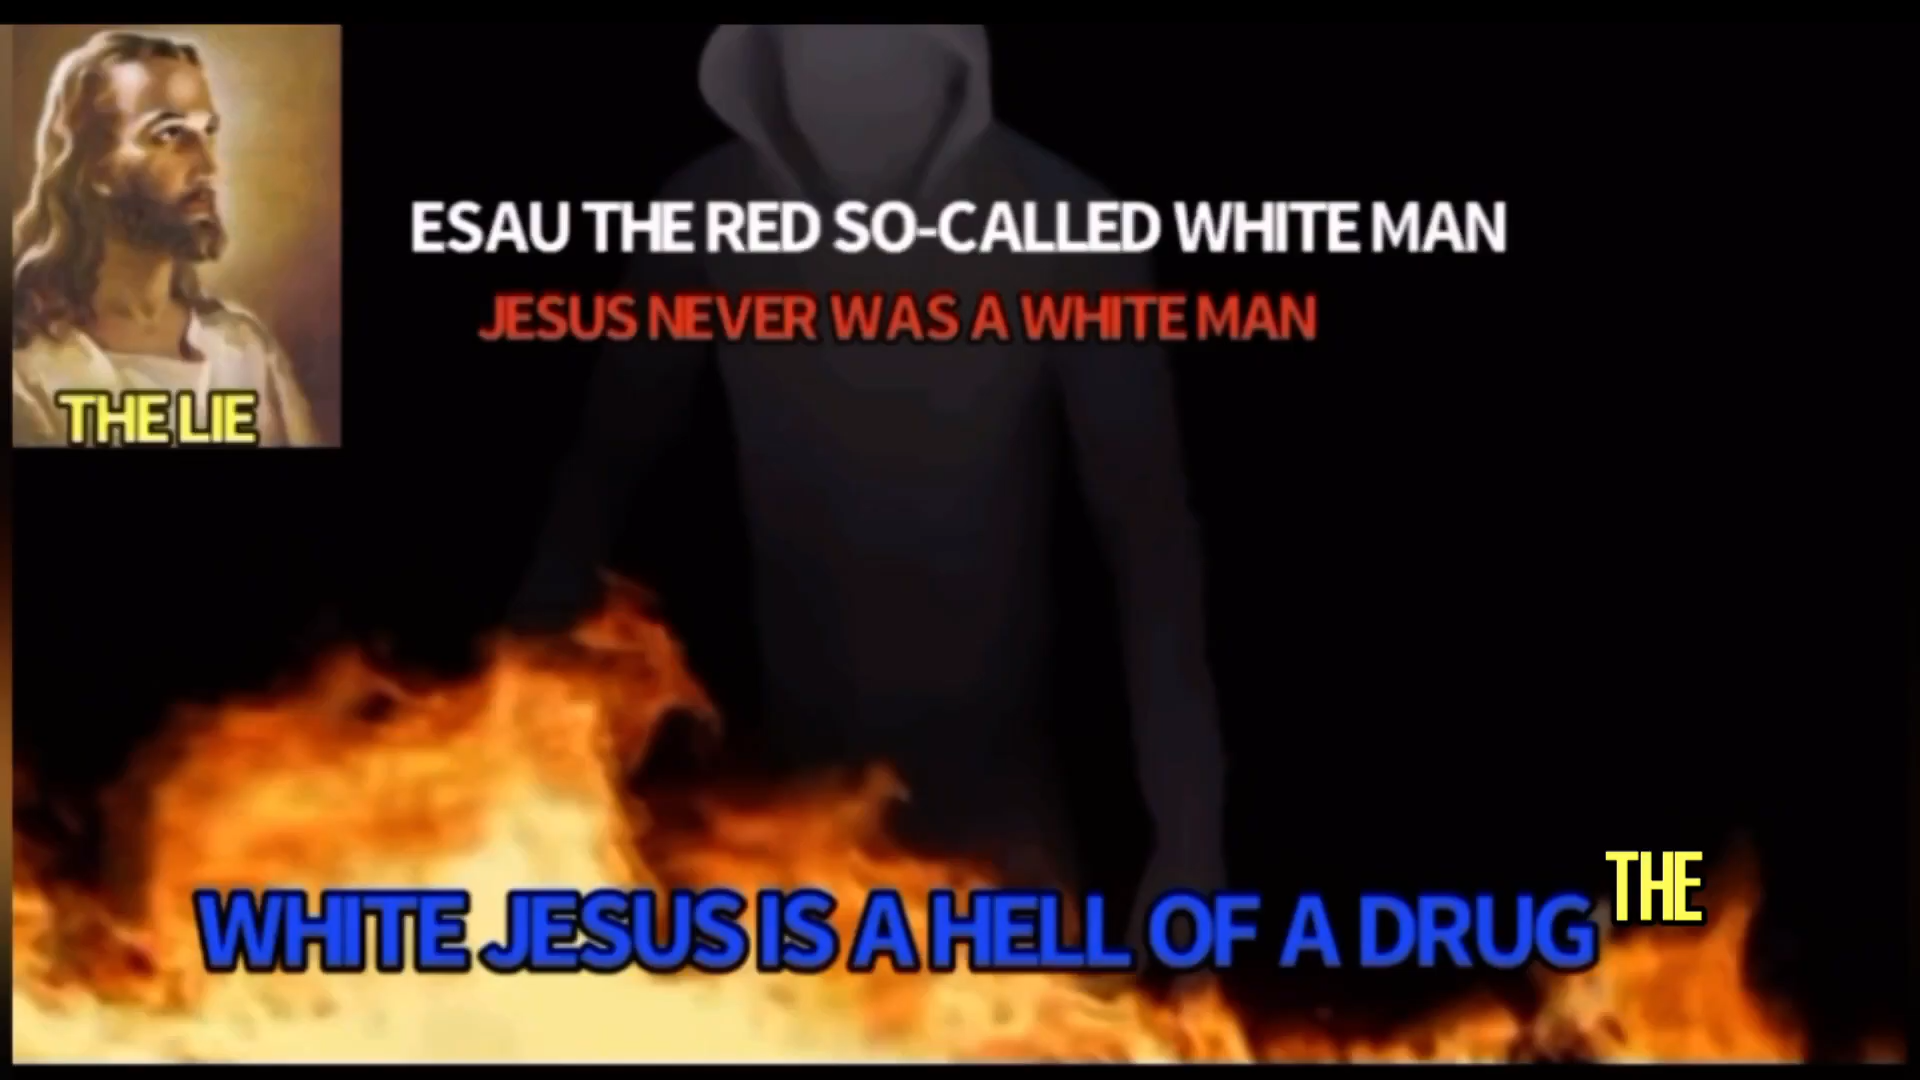 ESAU THE RED SO-CALLED WHITE MAN
JESUS NEVER WAS A WHITE MAN
THE LIE
THE
WHITE JESUS IS A HELL OF A DRUG